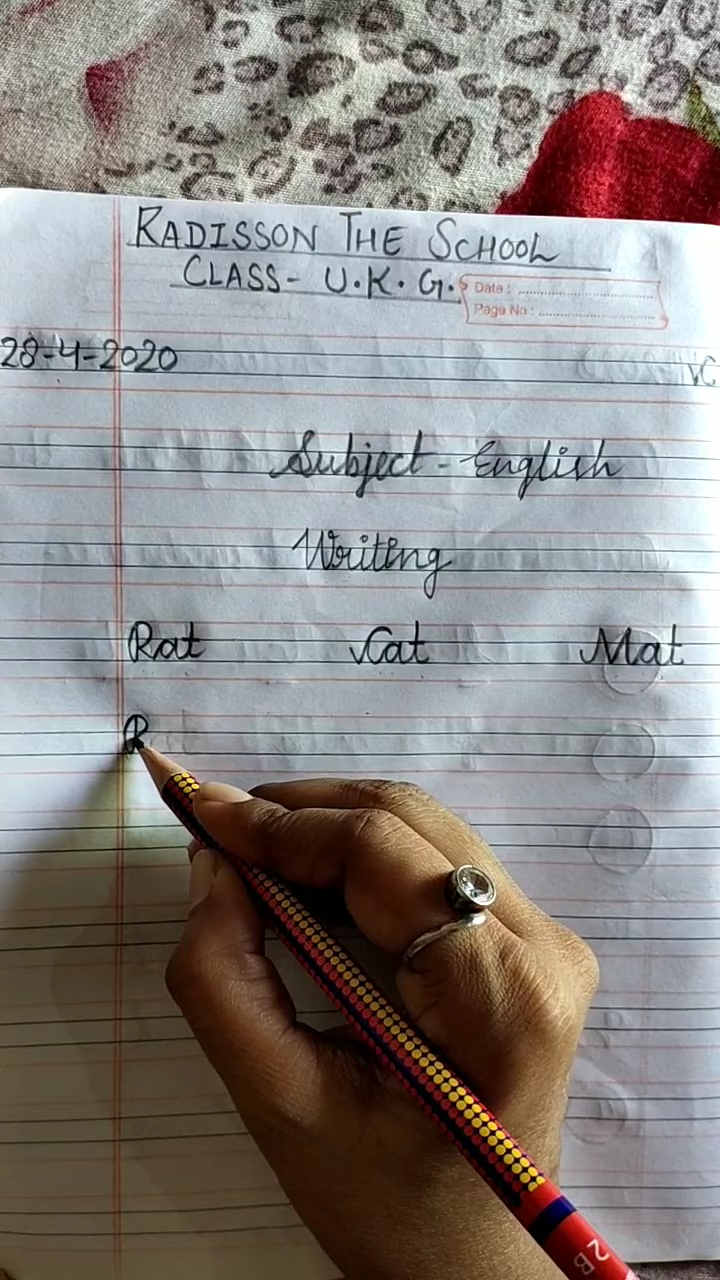 RADISSON THE SCHOOL
CLASS - U.K.G.
Date :
Page No :
28-4-2020
Subject - English
Writing
Rat Cat Mat
R
2B